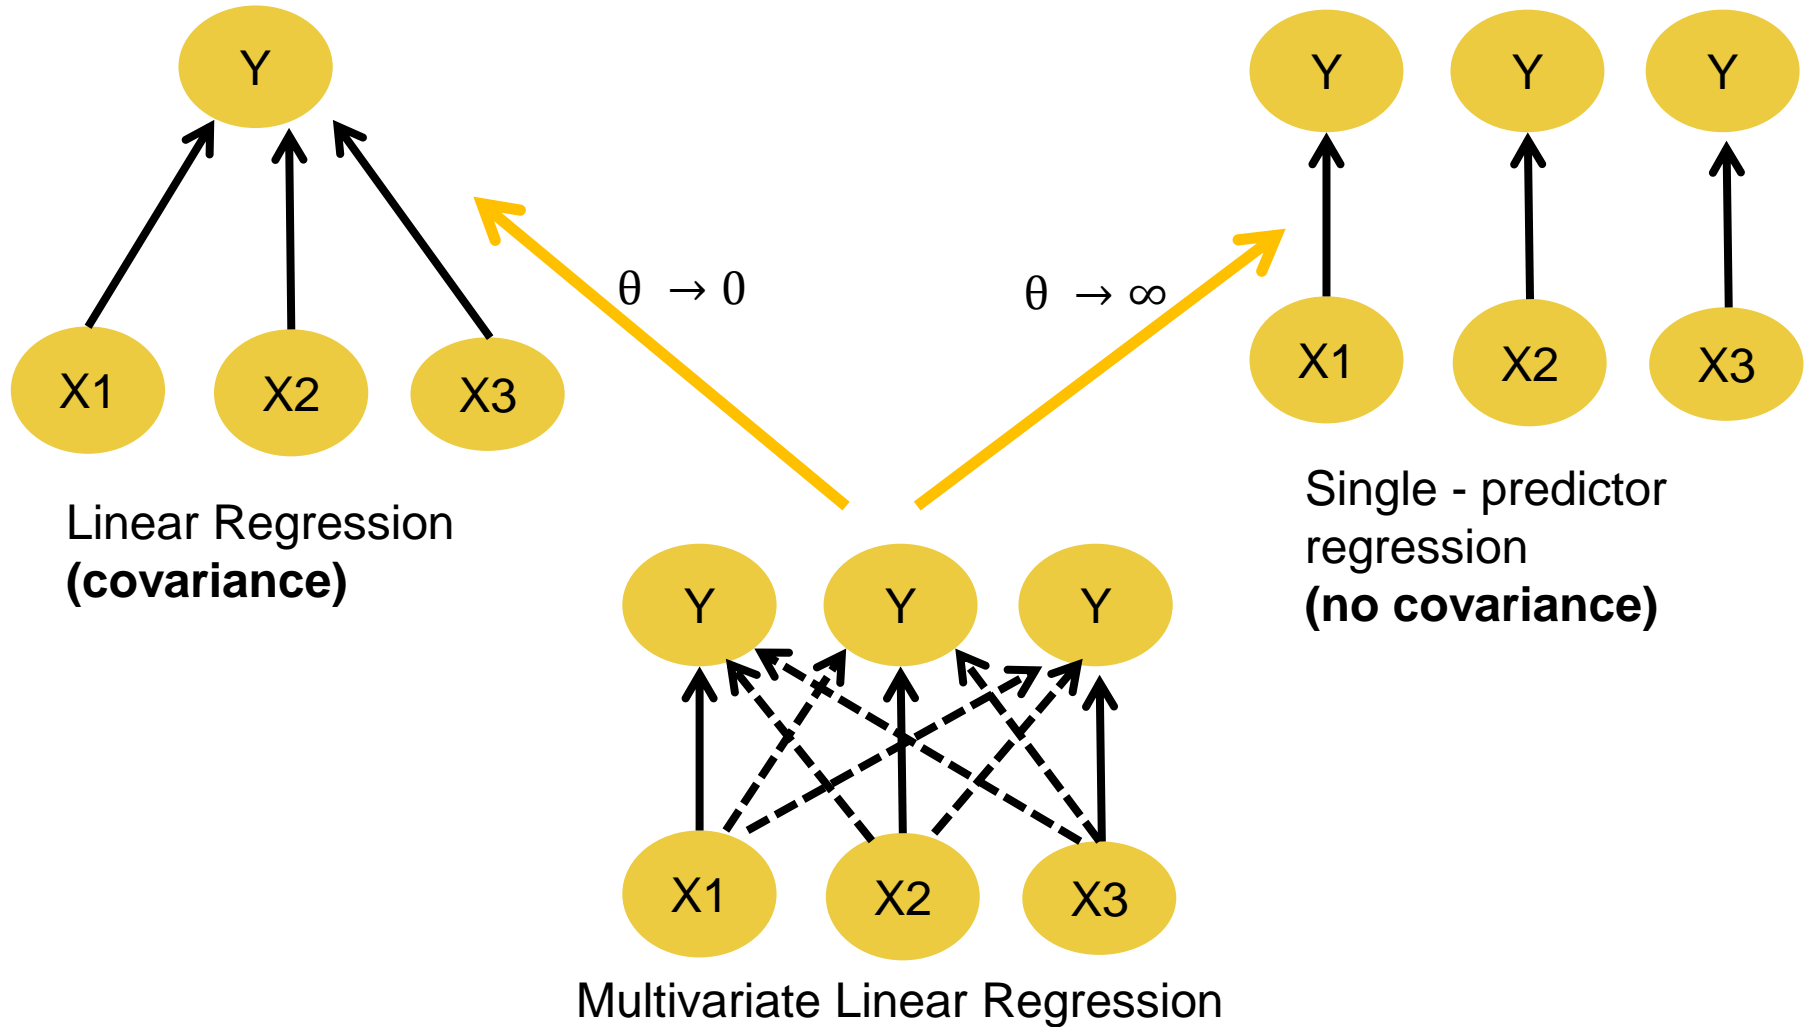 Y
X1
X2
X3
Linear Regression
(covariance)
θ → 0
θ → ∞
Y
Y
Y
X1
X2
X3
Single - predictor
regression
(no covariance)
Y
Y
Y
X1
X2
X3
Multivariate Linear Regression